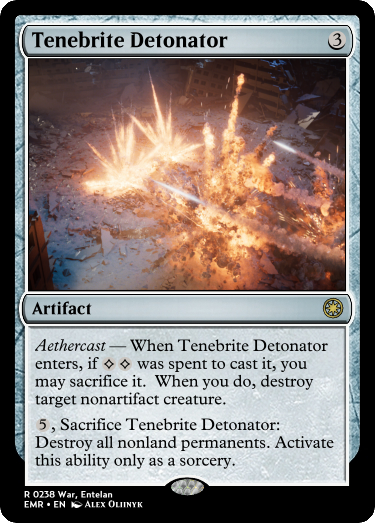 Tenebrite Detonator 3
Artifact
Aethercast — When Tenebrite Detonator
enters, if was spent to cast it, you
may sacrifice it.  When you do, destroy
target nonartifact creature.
5 , Sacrifice Tenebrite Detonator:
Destroy all nonland permanents. Activate
this ability only as a sorcery.
R 0238 War, Entelan
EMR • EN Alex Oliinyk